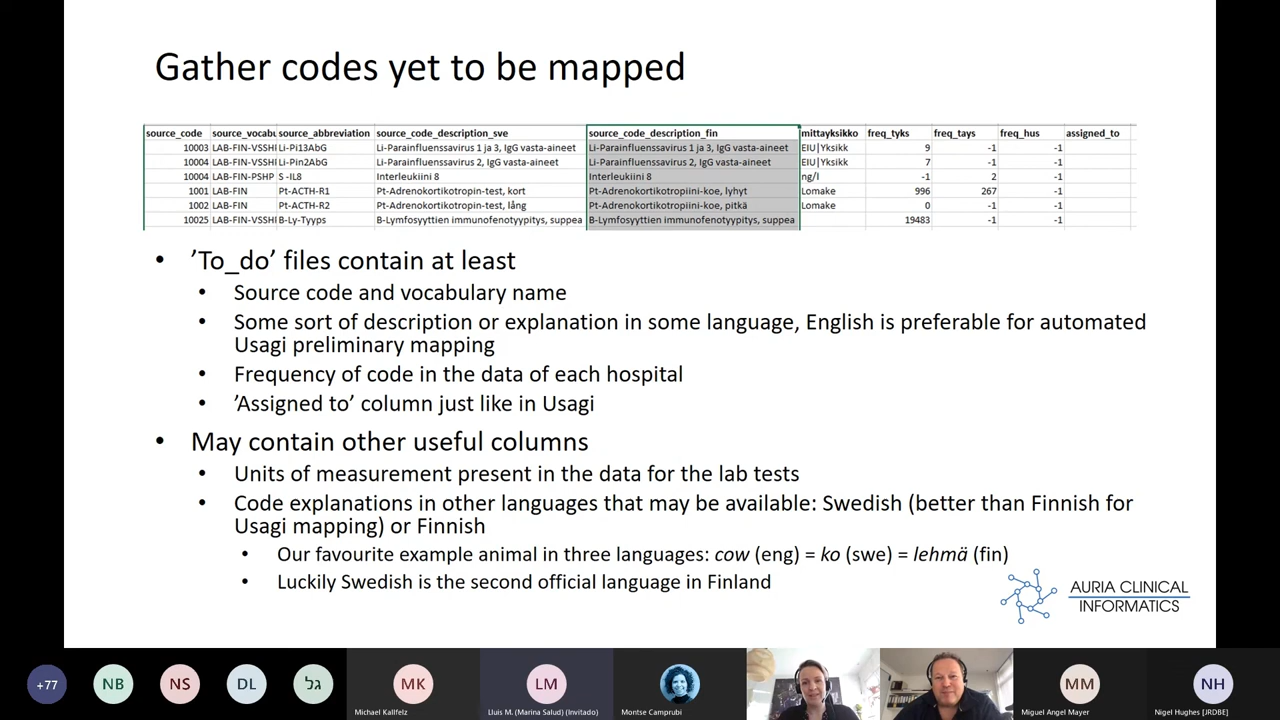 Gather codes yet to be mapped
source_code source_vocabu source_abbreviation source_code_description_sve source_code_description_fin mittayksikko freq_tyks freq_tays freq_hus assigned_to
10003 LAB-FIN-VSSHI Li-Pi13AbG Li-Parainfluenssavirus 1 ja 3, IgG vasta-aineet Li-Parainfluenssavirus 1 ja 3, IgG vasta-aineet EIU|Yksikk 9 -1 -1
10004 LAB-FIN-VSSHI Li-Pin2AbG Li-Parainfluenssavirus 2, IgG vasta-aineet Li-Parainfluenssavirus 2, IgG vasta-aineet EIU|Yksikk 7 -1 -1
10004 LAB-FIN-PSHP S -IL8 Interleukiini 8 Interleukiini 8 ng/l -1 2 -1
1001 LAB-FIN Pt-ACTH-R1 Pt-Adrenokortikotropin-test, kort Pt-Adrenokortikotropiini-koe, lyhyt Lomake 996 267 -1
1002 LAB-FIN Pt-ACTH-R2 Pt-Adrenokortikotropin-test, lång Pt-Adrenokortikotropiini-koe, pitkä Lomake 0 -1 -1
10025 LAB-FIN-VSSHI B-Ly-Tyyps B-Lymfosyyttien immunofenotyypitys, suppea B-Lymfosyyttien immunofenotyypitys, suppea 19483 -1 -1
• ’To_do’ files contain at least
• Source code and vocabulary name
• Some sort of description or explanation in some language, English is preferable for automated
Usagi preliminary mapping
• Frequency of code in the data of each hospital
• ’Assigned to’ column just like in Usagi
• May contain other useful columns
• Units of measurement present in the data for the lab tests
• Code explanations in other languages that may be available: Swedish (better than Finnish for
Usagi mapping) or Finnish
• Our favourite example animal in three languages: cow (eng) = ko (swe) = lehmä (fin)
• Luckily Swedish is the second official language in Finland
AURIA CLINICAL
INFORMATICS
+77 NB NS DL גל MK LM MM NH
Michael Kallfelz Lluis M. (Marina Salud) (Invitado) Montse Camprubi Miguel Angel Mayer Nigel Hughes [JRDBE]